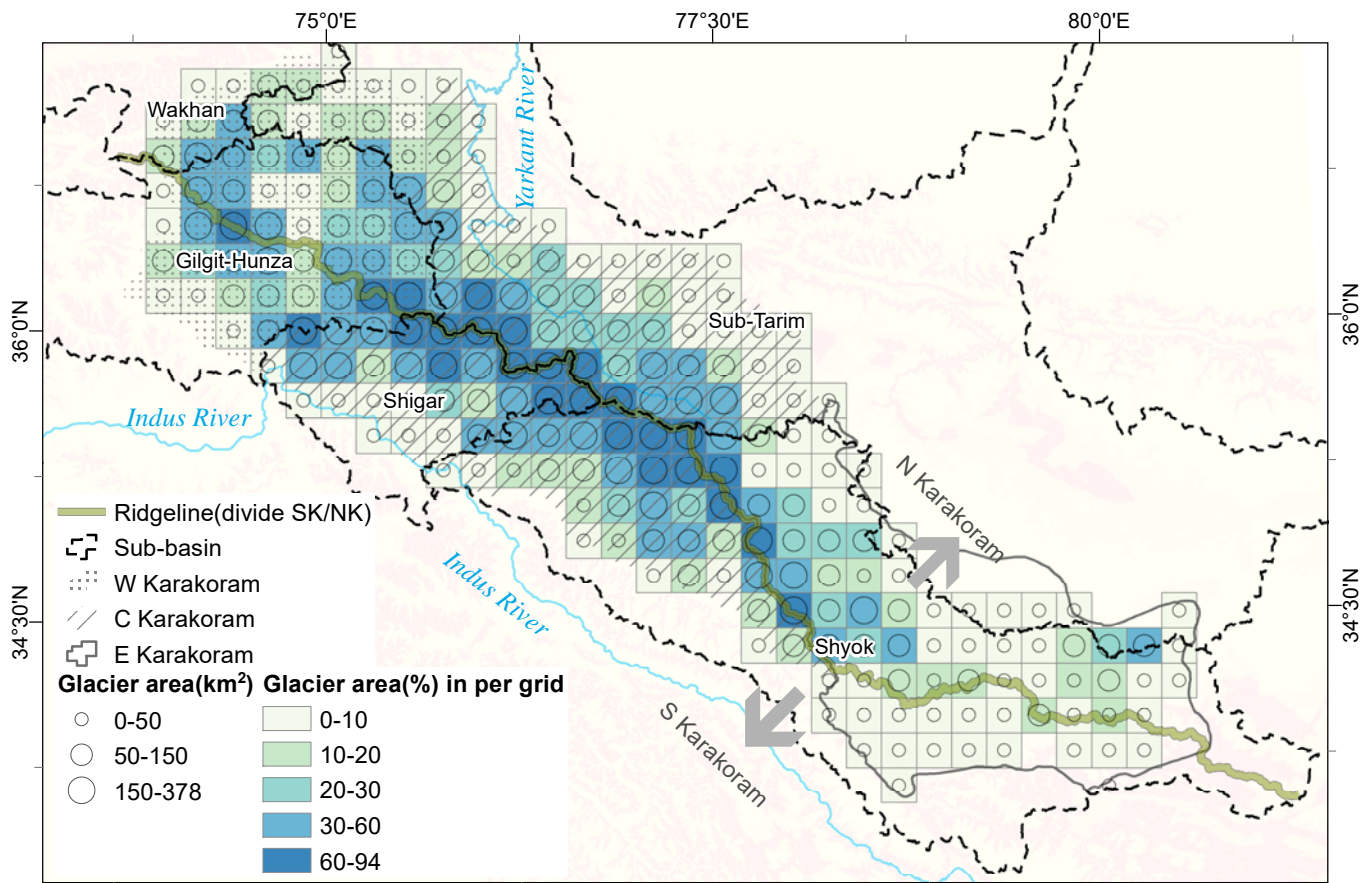 75°0'E
77°30'E
80°0'E
Wakhan
Yarkant River
Gilgit-Hunza
36°0'N
36°0'N
Sub-Tarim
Shigar
Indus River
N Karakoram
Ridgeline(divide SK/NK)
Sub-basin
W Karakoram
C Karakoram
E Karakoram
Indus River
34°30'N
34°30'N
Shyok
S Karakoram
Glacier area(km2)
0-50
50-150
150-378
Glacier area(%) in per grid
0-10
10-20
20-30
30-60
60-94